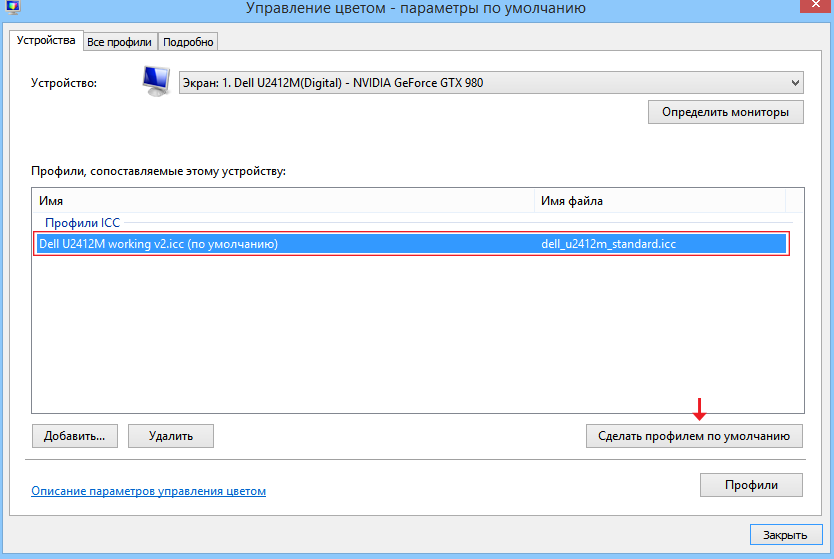 Управление цветом - параметры по умолчанию
Устройства Все профили Подробно
Устройство: Экран: 1. Dell U2412M(Digital) - NVIDIA GeForce GTX 980
Определить мониторы
Профили, сопоставляемые этому устройству:
Имя Имя файла
Профили ICC
Dell U2412M working v2.icc (по умолчанию) dell_u2412m_standard.icc
Добавить... Удалить Сделать профилем по умолчанию
Описание параметров управления цветом Профили
Закрыть